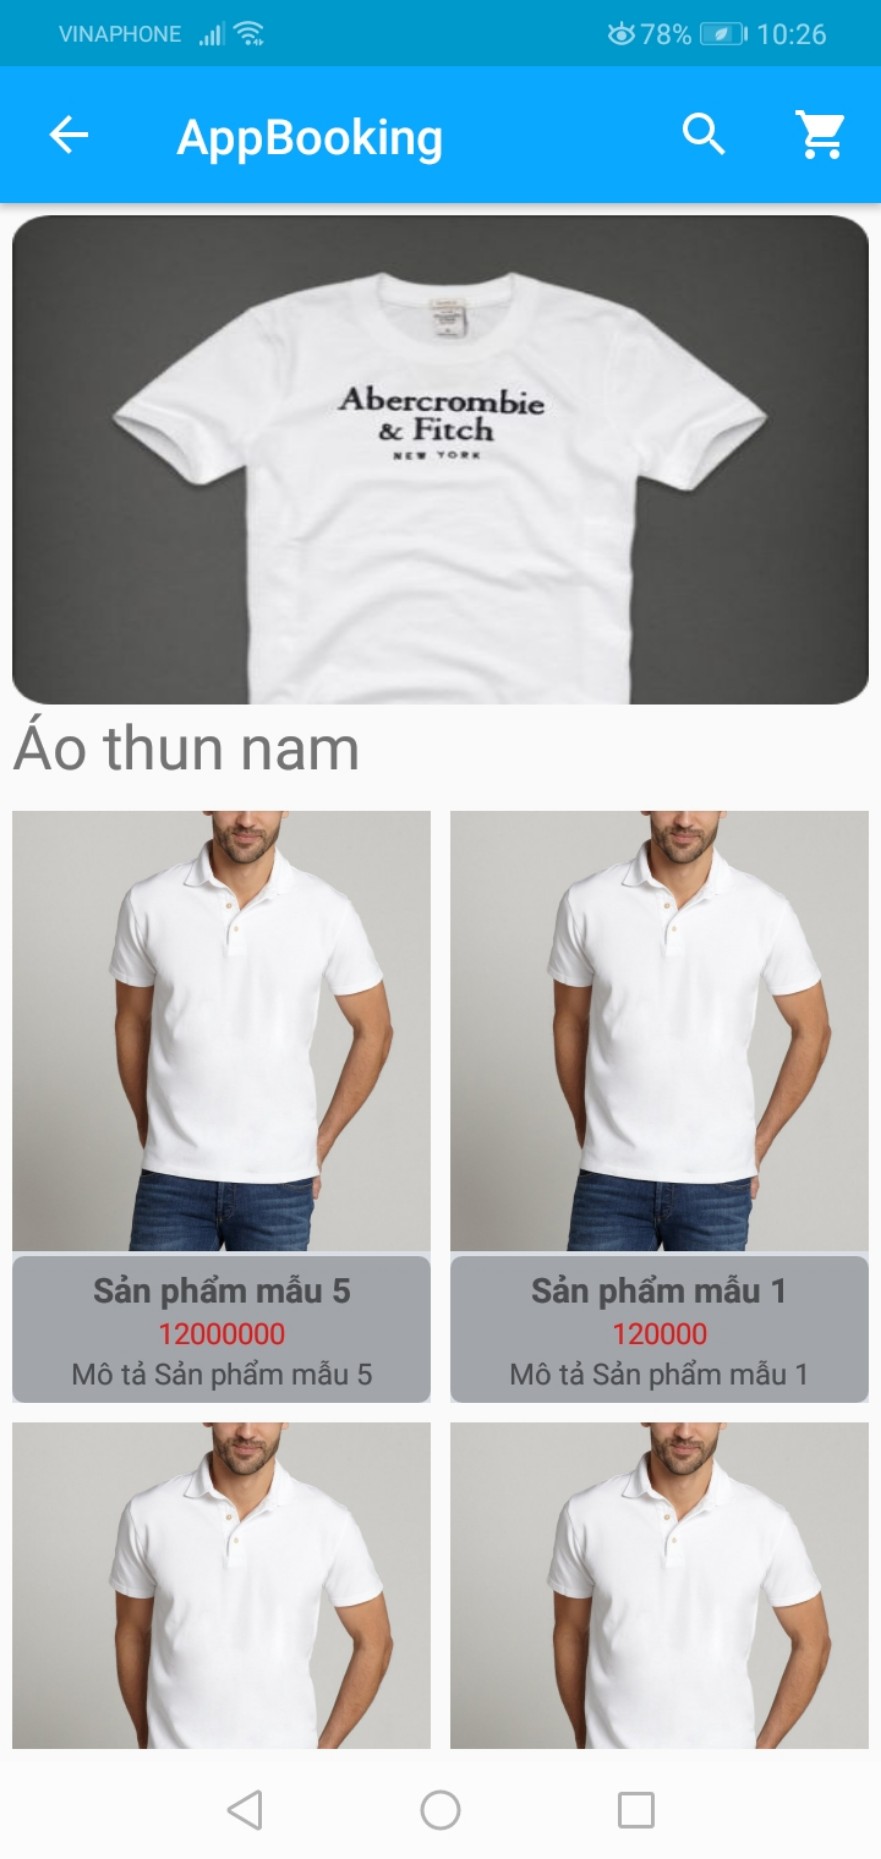 VINAPHONE 78% 10:26
AppBooking
Abercrombie
& Fitch
NEW YORK
Áo thun nam
Sản phẩm mẫu 5
12000000
Mô tả Sản phẩm mẫu 5
Sản phẩm mẫu 1
120000
Mô tả Sản phẩm mẫu 1